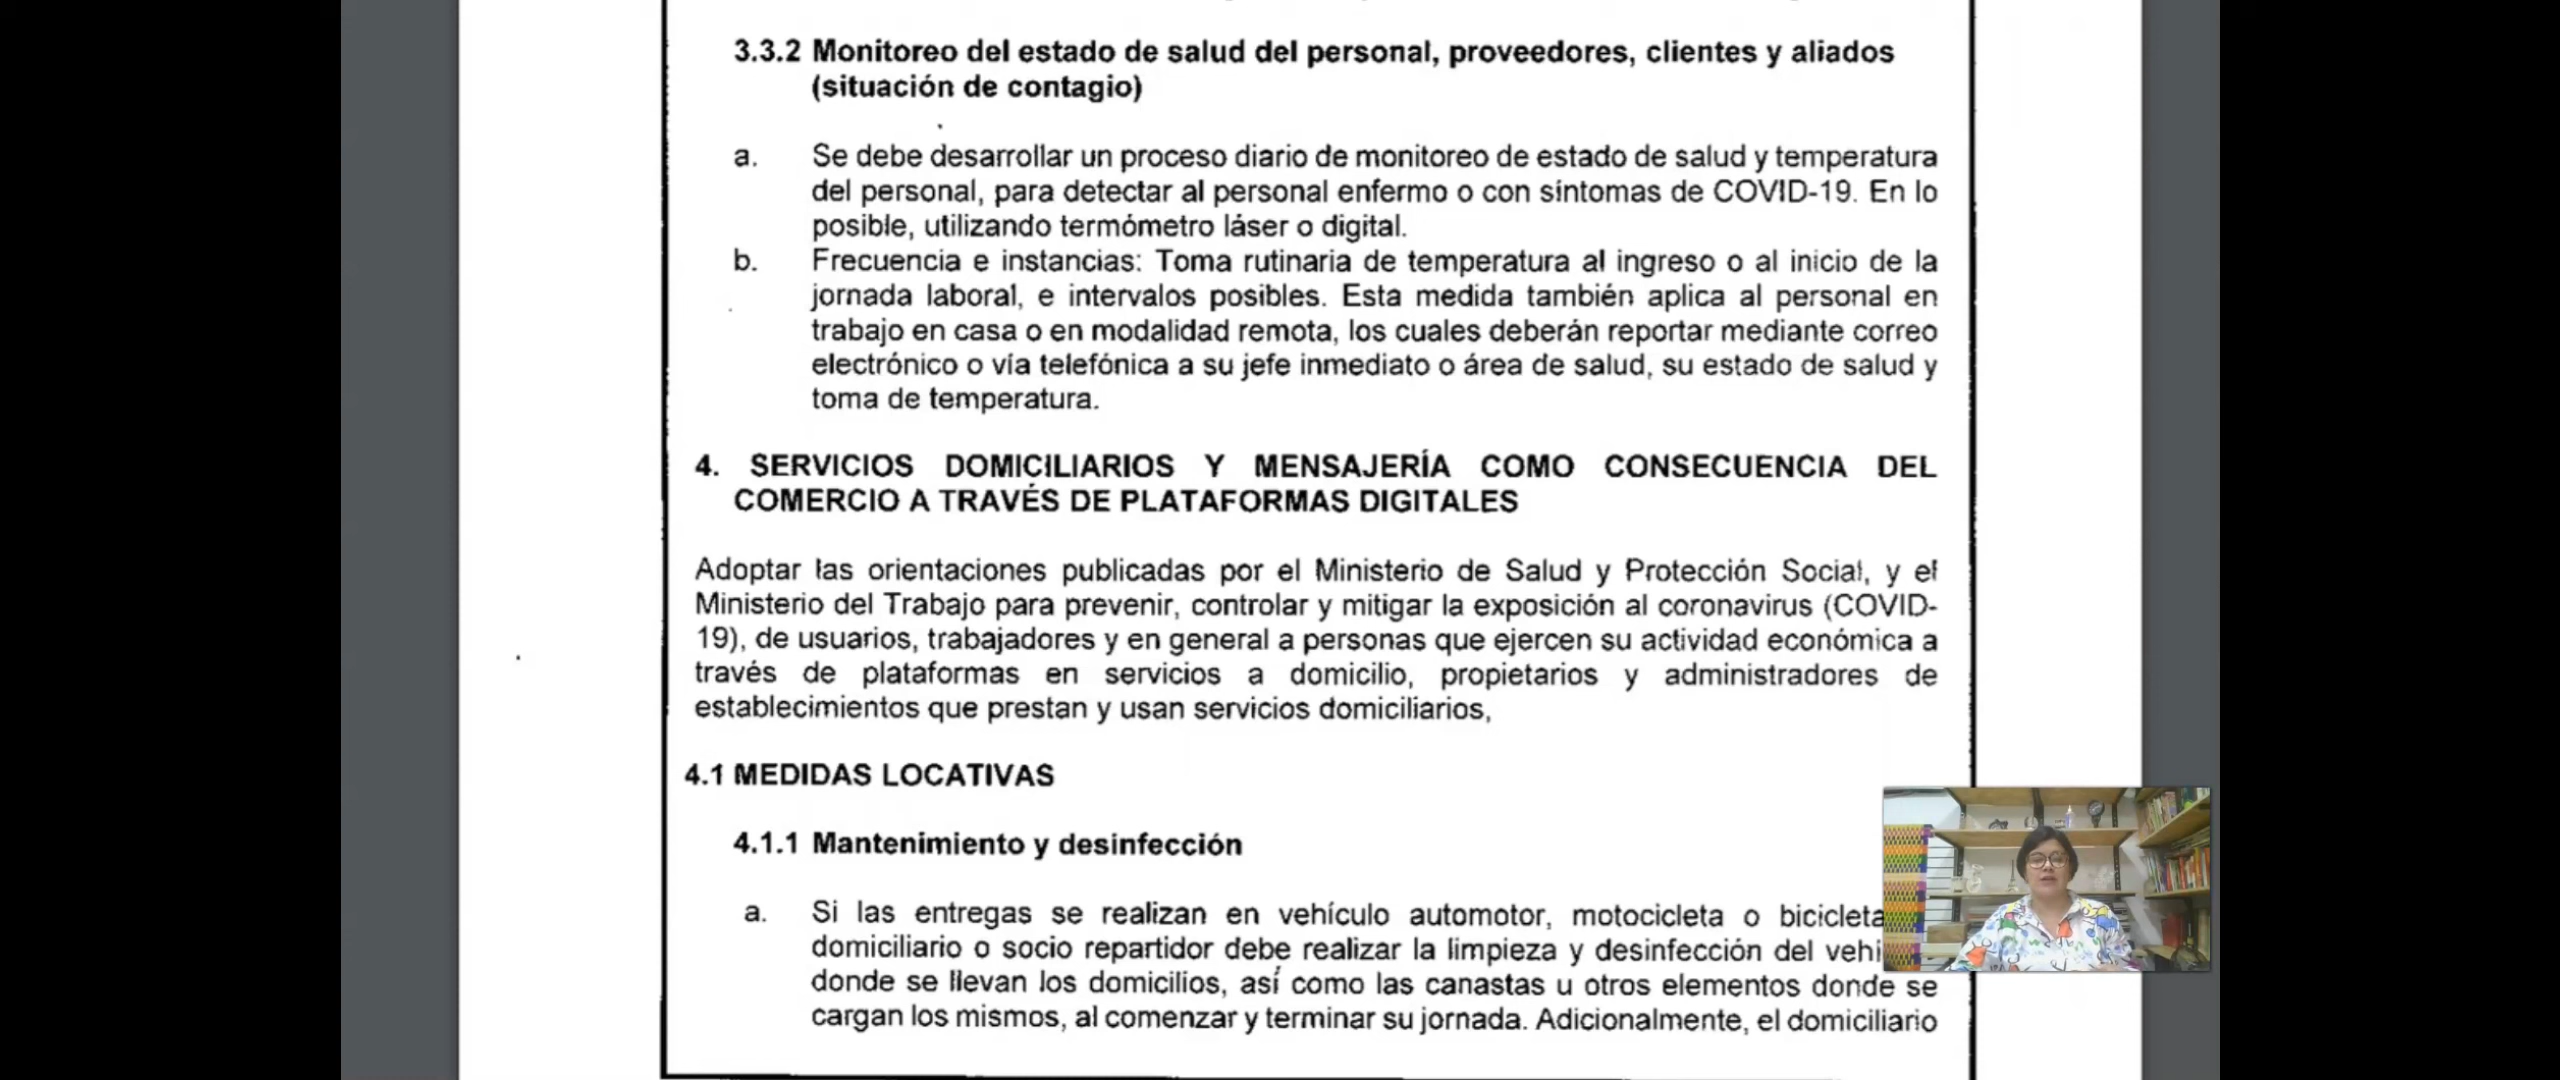 3.3.2 Monitoreo del estado de salud del personal, proveedores, clientes y aliados
(situación de contagio)
a. Se debe desarrollar un proceso diario de monitoreo de estado de salud y temperatura
del personal, para detectar al personal enfermo o con síntomas de COVID-19. En lo
posible, utilizando termómetro láser o digital.
b. Frecuencia e instancias: Toma rutinaria de temperatura al ingreso o al inicio de la
jornada laboral, e intervalos posibles. Esta medida también aplica al personal en
trabajo en casa o en modalidad remota, los cuales deberán reportar mediante correo
electrónico o vía telefónica a su jefe inmediato o área de salud, su estado de salud y
toma de temperatura.
4. SERVICIOS DOMICILIARIOS Y MENSAJERÍA COMO CONSECUENCIA DEL
COMERCIO A TRAVÉS DE PLATAFORMAS DIGITALES
Adoptar las orientaciones publicadas por el Ministerio de Salud y Protección Social, y el
Ministerio del Trabajo para prevenir, controlar y mitigar la exposición al coronavirus (COVID-
19), de usuarios, trabajadores y en general a personas que ejercen su actividad económica a
través de plataformas en servicios a domicilio, propietarios y administradores de
establecimientos que prestan y usan servicios domiciliarios,
4.1 MEDIDAS LOCATIVAS
4.1.1 Mantenimiento y desinfección
a. Si las entregas se realizan en vehículo automotor, motocicleta o bicicleta
domiciliario o socio repartidor debe realizar la limpieza y desinfección del vehí
donde se llevan los domicilios, así como las canastas u otros elementos donde se
cargan los mismos, al comenzar y terminar su jornada. Adicionalmente, el domiciliario